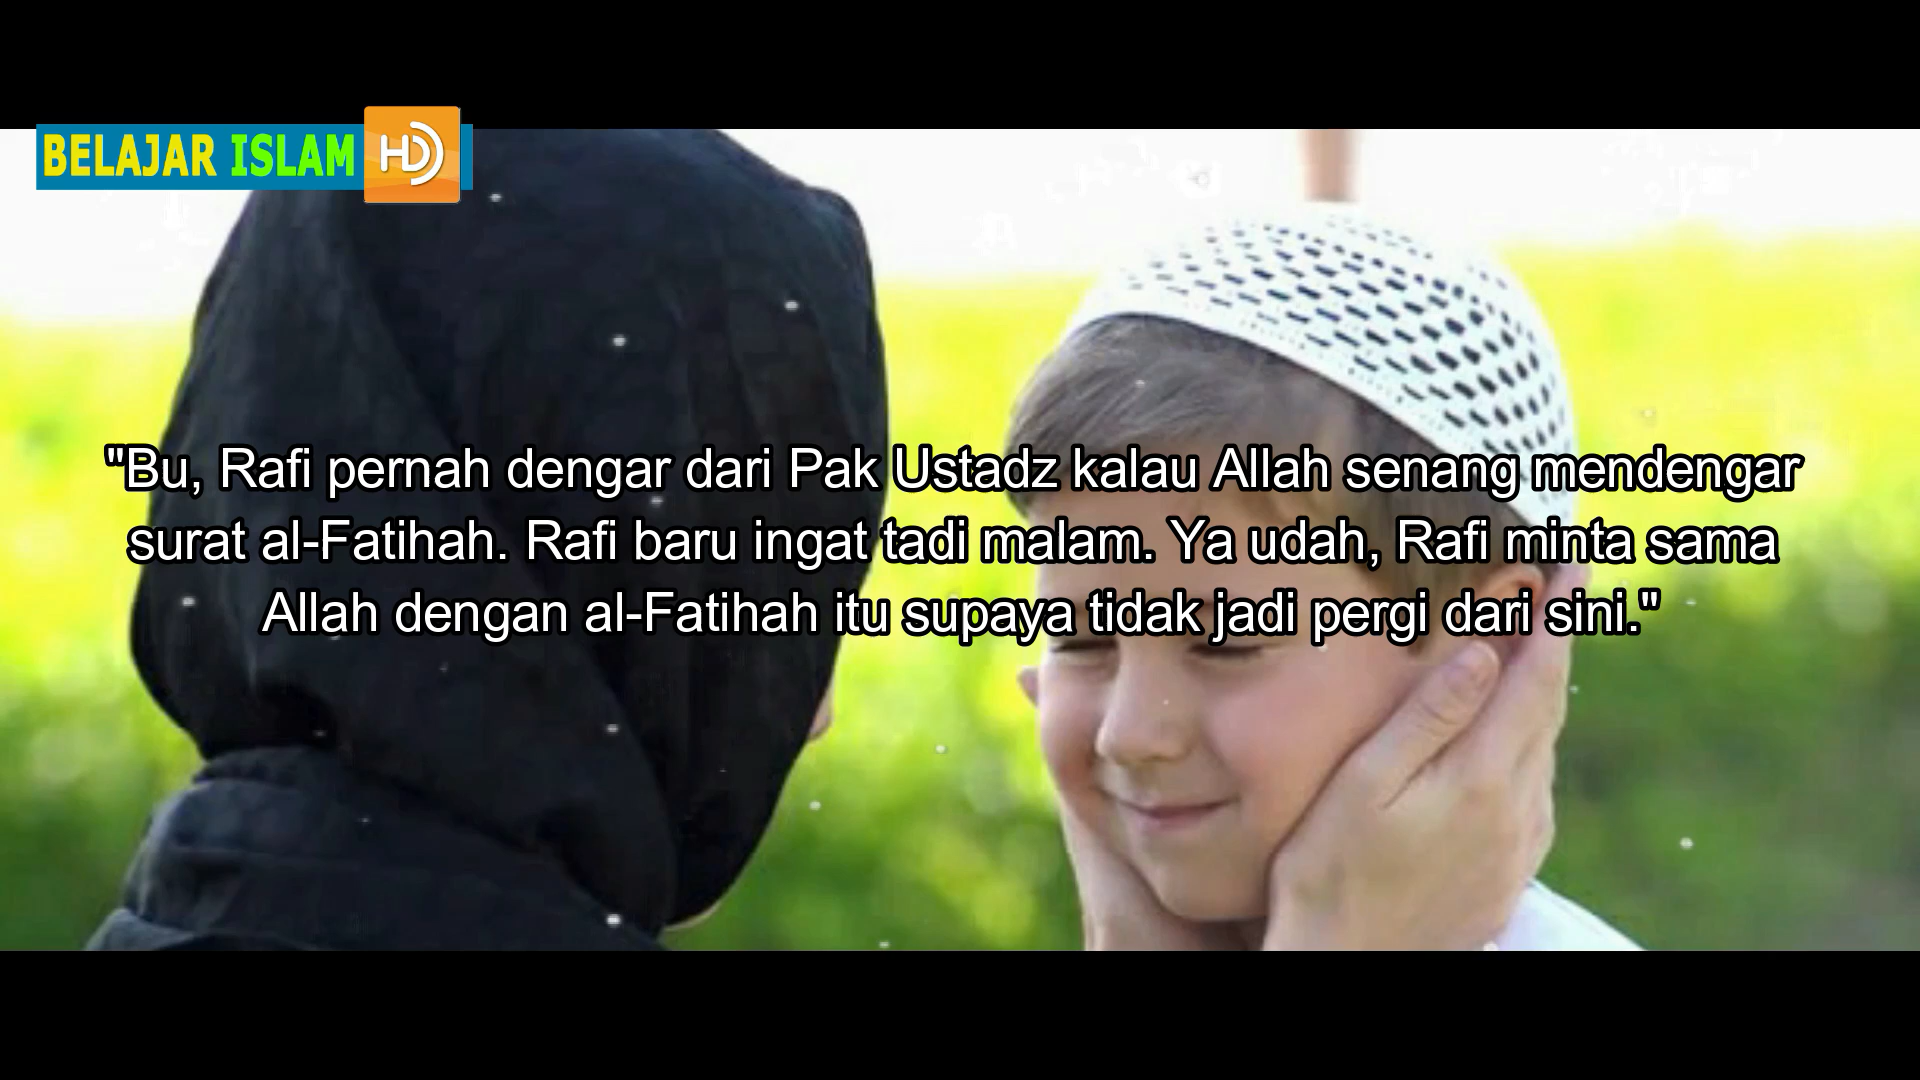 BELAJAR ISLAM HD
"Bu, Rafi pernah dengar dari Pak Ustadz kalau Allah senang mendengar
surat al-Fatihah. Rafi baru ingat tadi malam. Ya udah, Rafi minta sama
Allah dengan al-Fatihah itu supaya tidak jadi pergi dari sini."